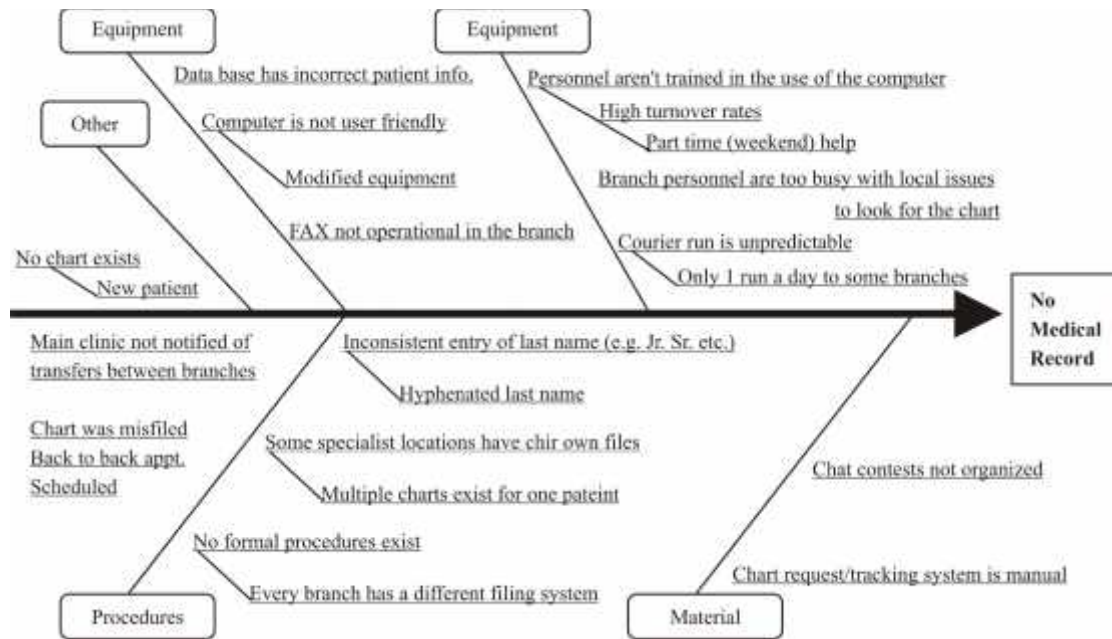 Equipment
Equipment
Data base has incorrect patient info.
Personnel aren't trained in the use of the computer
High turnover rates
Other
Computer is not user friendly
Part time (weekend) help
Modified equipment
Branch personnel are too busy with local issues
to look for the chart
FAX not operational in the branch
Courier run is unpredictable
No chart exists
Only 1 run a day to some branches
New patient
No
Medical
Record
Main clinic not notified of
transfers between branches
Inconsistent entry of last name (e.g. Jr. Sr. etc.)
Hyphenated last name
Chart was misfiled
Back to back appt.
Scheduled
Some specialist locations have chir own files
Chat contests not organized
Multiple charts exist for one pateint
No formal procedures exist
Chart request/tracking system is manual
Every branch has a different filing system
Procedures
Material